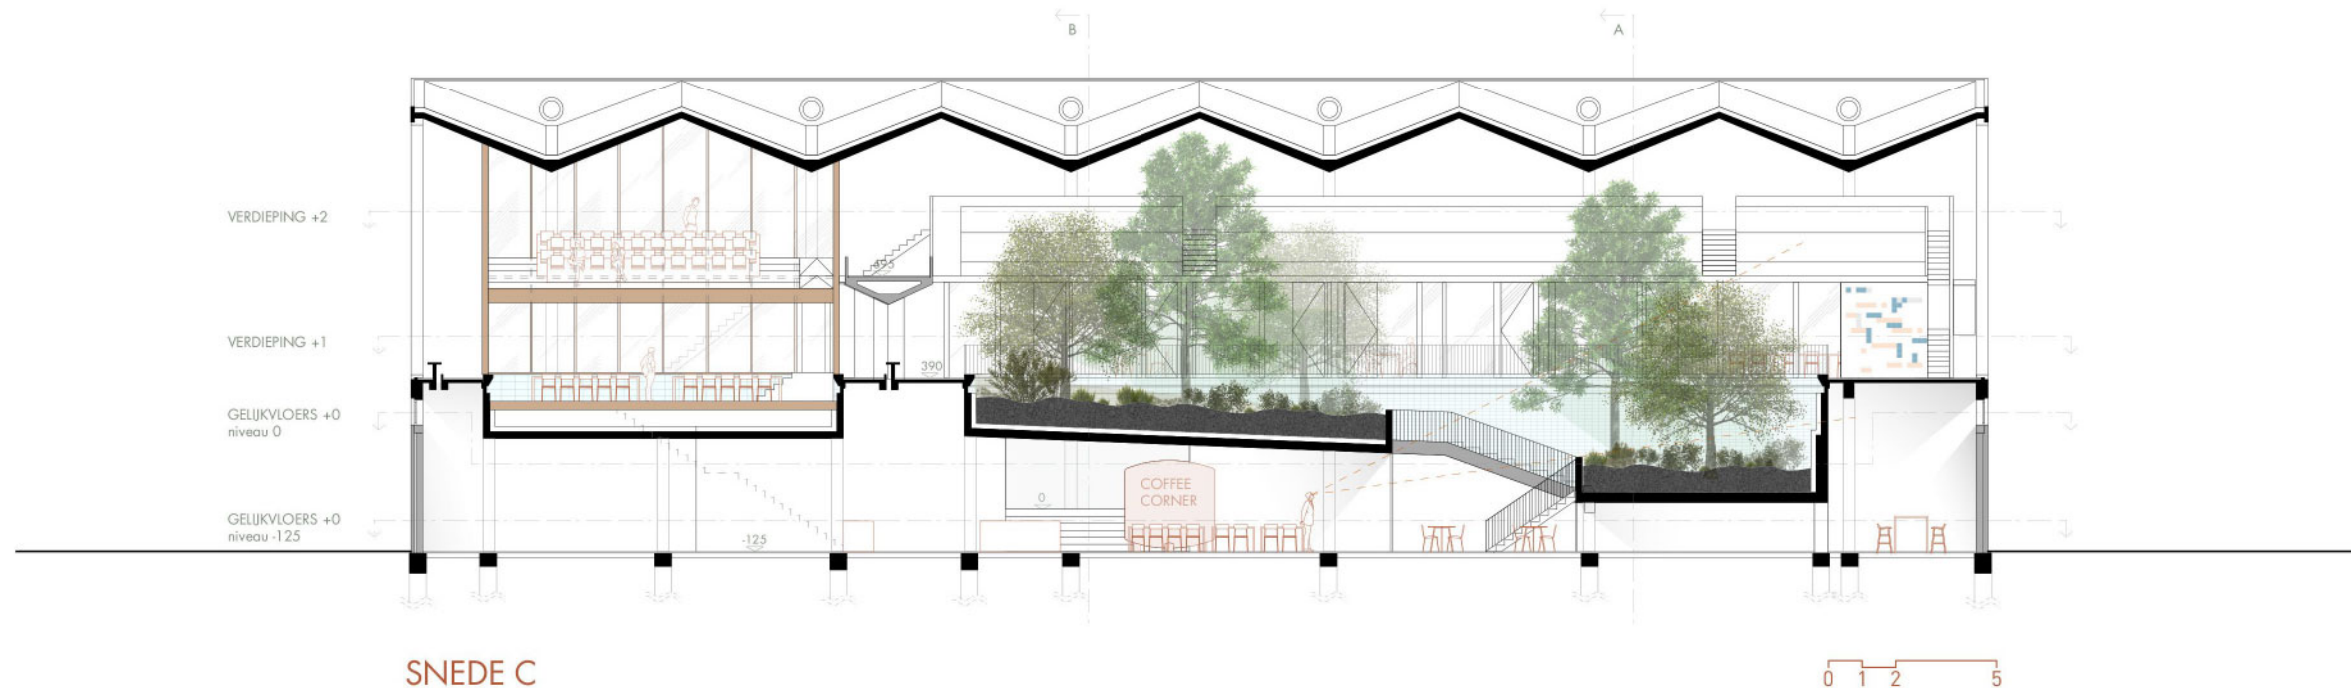 B
A
VERDIEPING +2
VERDIEPING +1
390
GELIJKVLOERS +0
niveau 0
COFFEE
CORNER
0
GELIJKVLOERS +0
niveau -125
-125
SNEDE C
0 1 2 5